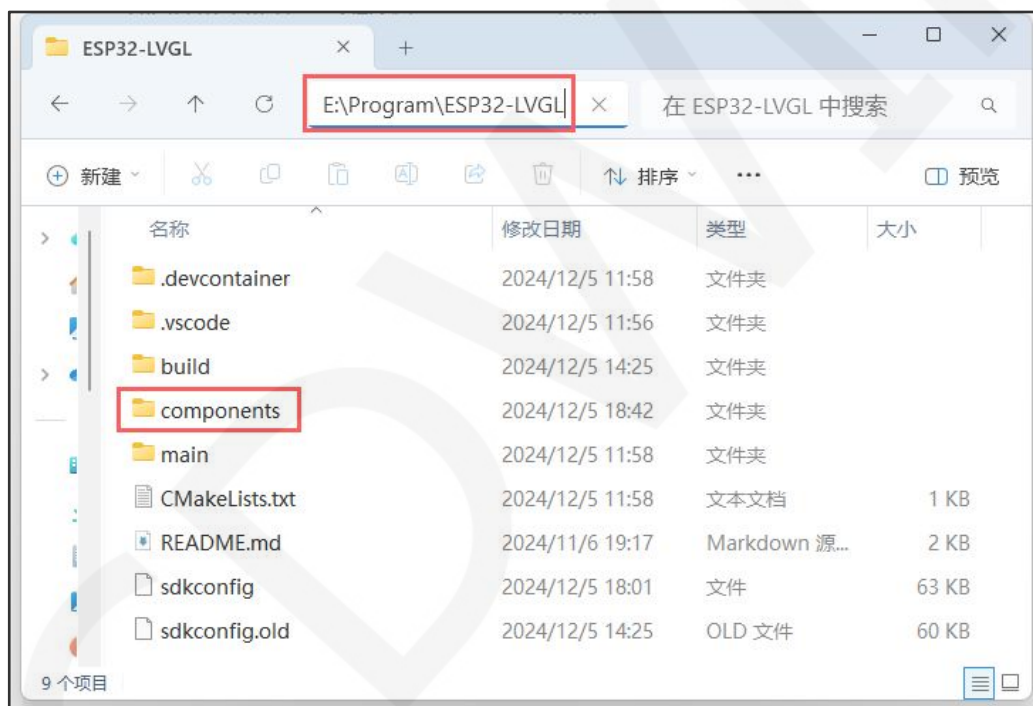 ESP32-LVGL
E:\Program\ESP32-LVGL 在 ESP32-LVGL 中搜索
新建 排序 ··· 预览
名称 修改日期 类型 大小
.devcontainer 2024/12/5 11:58 文件夹
.vscode 2024/12/5 11:56 文件夹
build 2024/12/5 14:25 文件夹
components 2024/12/5 18:42 文件夹
main 2024/12/5 11:58 文件夹
CMakeLists.txt 2024/12/5 11:58 文本文档 1 KB
README.md 2024/11/6 19:17 Markdown 源... 2 KB
sdkconfig 2024/12/5 18:01 文件 63 KB
sdkconfig.old 2024/12/5 14:25 OLD 文件 60 KB
9 个项目